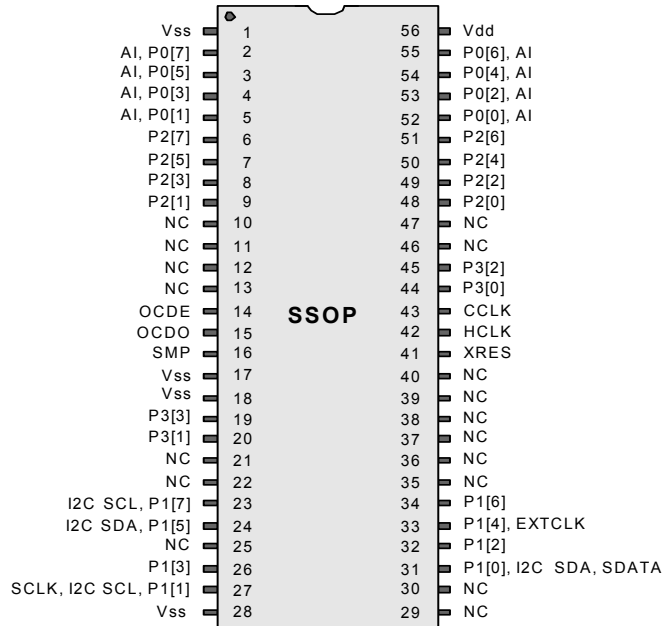 Vss 1 56 Vdd
AI, P0[7] 2 55 P0[6], AI
AI, P0[5] 3 54 P0[4], AI
AI, P0[3] 4 53 P0[2], AI
AI, P0[1] 5 52 P0[0], AI
P2[7] 6 51 P2[6]
P2[5] 7 50 P2[4]
P2[3] 8 49 P2[2]
P2[1] 9 48 P2[0]
NC 10 47 NC
NC 11 46 NC
NC 12 45 P3[2]
NC 13 44 P3[0]
OCDE 14 SSOP 43 CCLK
OCDO 15 42 HCLK
SMP 16 41 XRES
Vss 17 40 NC
Vss 18 39 NC
P3[3] 19 38 NC
P3[1] 20 37 NC
NC 21 36 NC
NC 22 35 NC
I2C SCL, P1[7] 23 34 P1[6]
I2C SDA, P1[5] 24 33 P1[4], EXTCLK
NC 25 32 P1[2]
P1[3] 26 31 P1[0], I2C SDA, SDATA
SCLK, I2C SCL, P1[1] 27 30 NC
Vss 28 29 NC